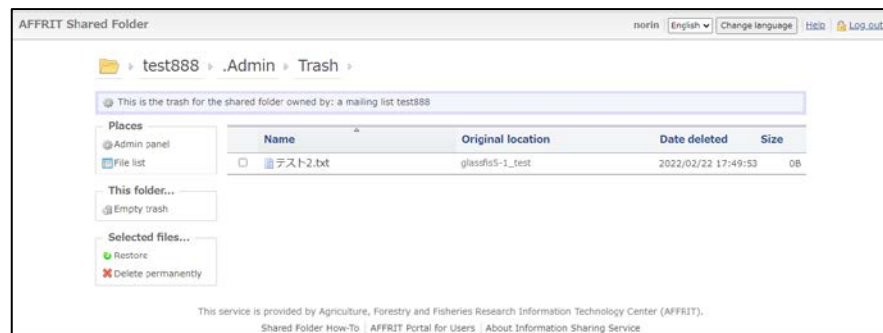 AFFRIT Shared Folder norin English Change language Help Log out
test888 .Admin Trash
This is the trash for the shared folder owned by: a mailing list test888
Places
Admin panel
File list
This folder...
Empty trash
Selected files...
Restore
Delete permanently
Name Original location Date deleted Size
テスト2.txt glassfis5-1_test 2022/02/22 17:49:53 0B
This service is provided by Agriculture, Forestry and Fisheries Research Information Technology Center (AFFRIT).
Shared Folder How-To | AFFRIT Portal for Users | About Information Sharing Service